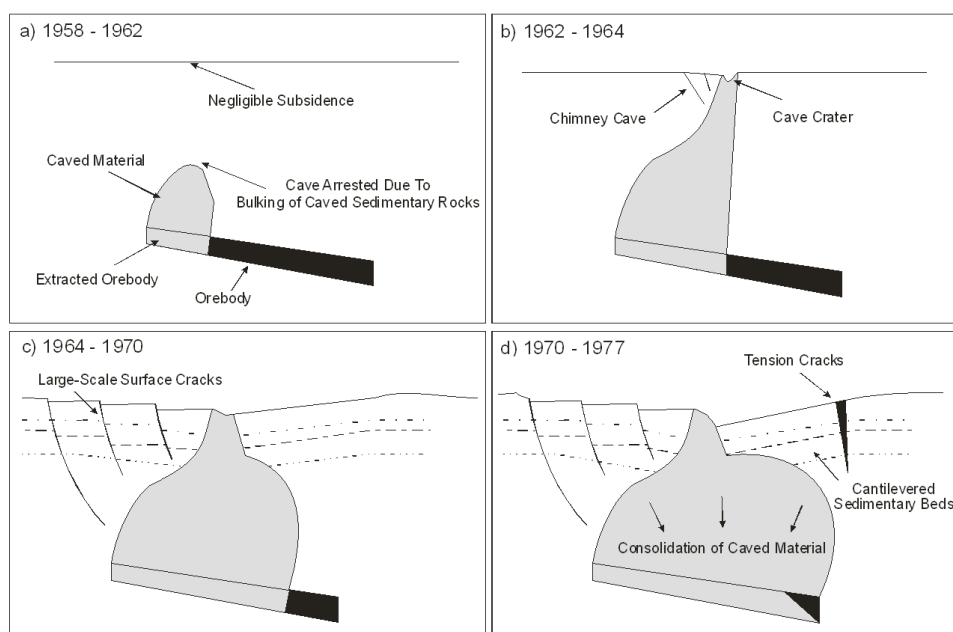 a) 1958 - 1962
Negligible Subsidence
Caved Material
Cave Arrested Due To
Bulking of Caved Sedimentary Rocks
Extracted Orebody
Orebody
b) 1962 - 1964
Chimney Cave
Cave Crater
c) 1964 - 1970
Large-Scale Surface Cracks
d) 1970 - 1977
Tension Cracks
Cantilevered
Sedimentary Beds
Consolidation of Caved Material